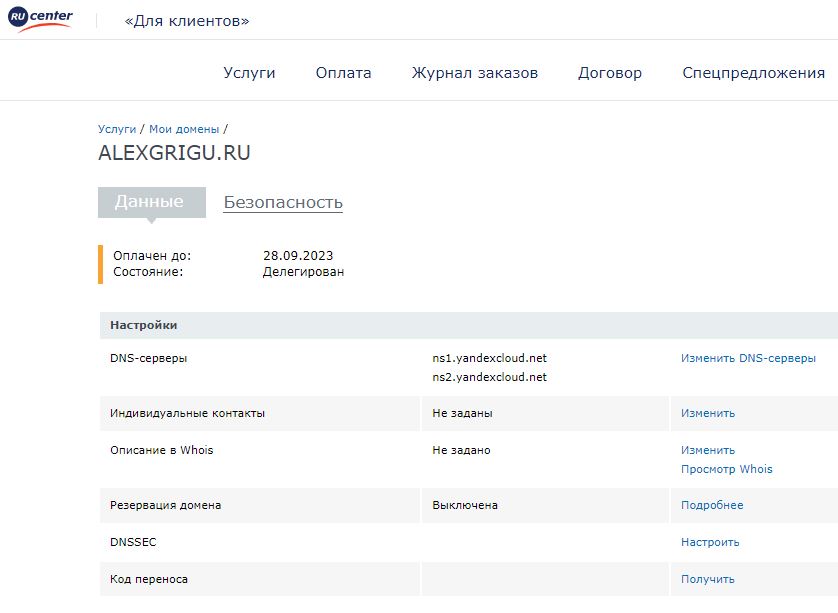 RU center «Для клиентов»
Услуги Оплата Журнал заказов Договор Спецпредложения
Услуги / Мои домены /
ALEXGRIGU.RU
Данные Безопасность
Оплачен до: 28.09.2023
Состояние: Делегирован
Настройки
DNS-серверы ns1.yandexcloud.net Изменить DNS-серверы
ns2.yandexcloud.net
Индивидуальные контакты Не заданы Изменить
Описание в Whois Не задано Изменить
Просмотр Whois
Резервация домена Выключена Подробнее
DNSSEC Настроить
Код переноса Получить